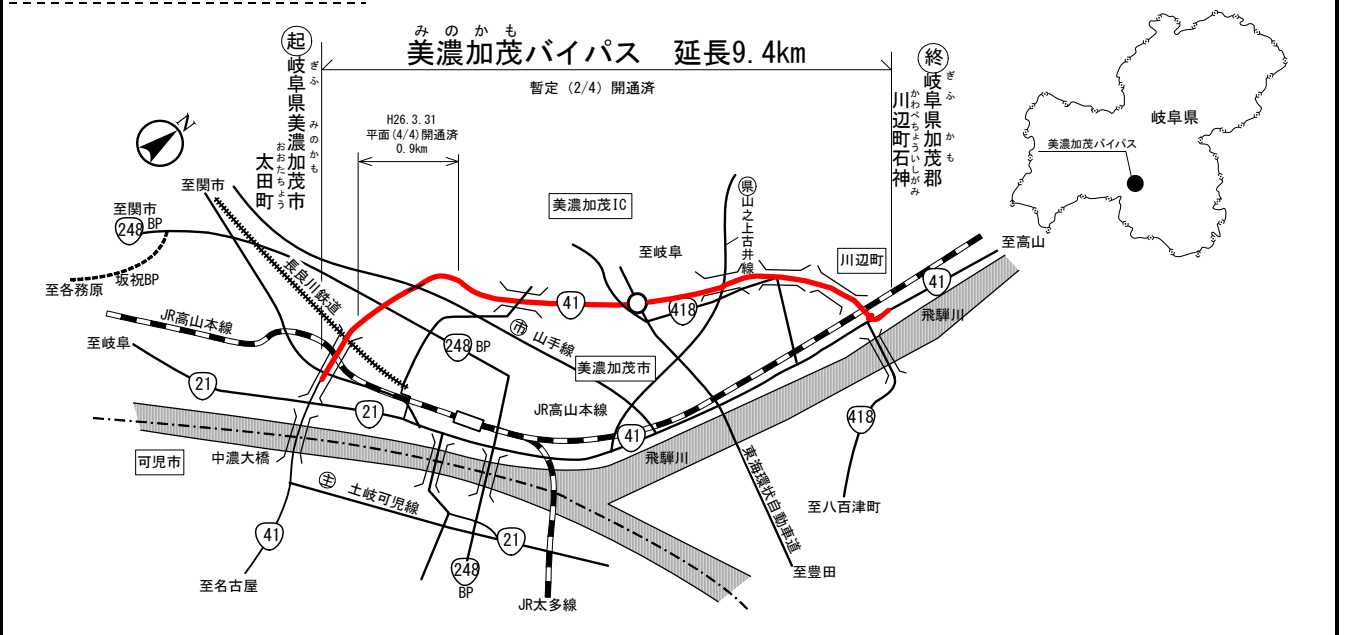 みのかも
美濃加茂バイパス 延長9.4km
暫定(2/4)開通済
起
ぎふ みのかも
岐阜県美濃加茂市
おおたちょう
太田町
H26.3.31
平面(4/4)開通済
0.9km
終
ぎふ かも
岐阜県加茂郡
かわべちょういしがみ
川辺町石神
岐阜県
美濃加茂バイパス
N
至関市
至関市
248 BP
坂祝BP
至各務原
長良川鉄道
JR高山本線
至岐阜
21
美濃加茂IC
至岐阜
県 山之上古井線
川辺町
至高山
41
41
418
飛騨川
市 山手線
248 BP
美濃加茂市
21
JR高山本線
41
飛騨川
418
可児市
中濃大橋
主 土岐可児線
東海環状自動車道
至八百津町
41
21
248
BP
至名古屋
JR太多線
至豊田